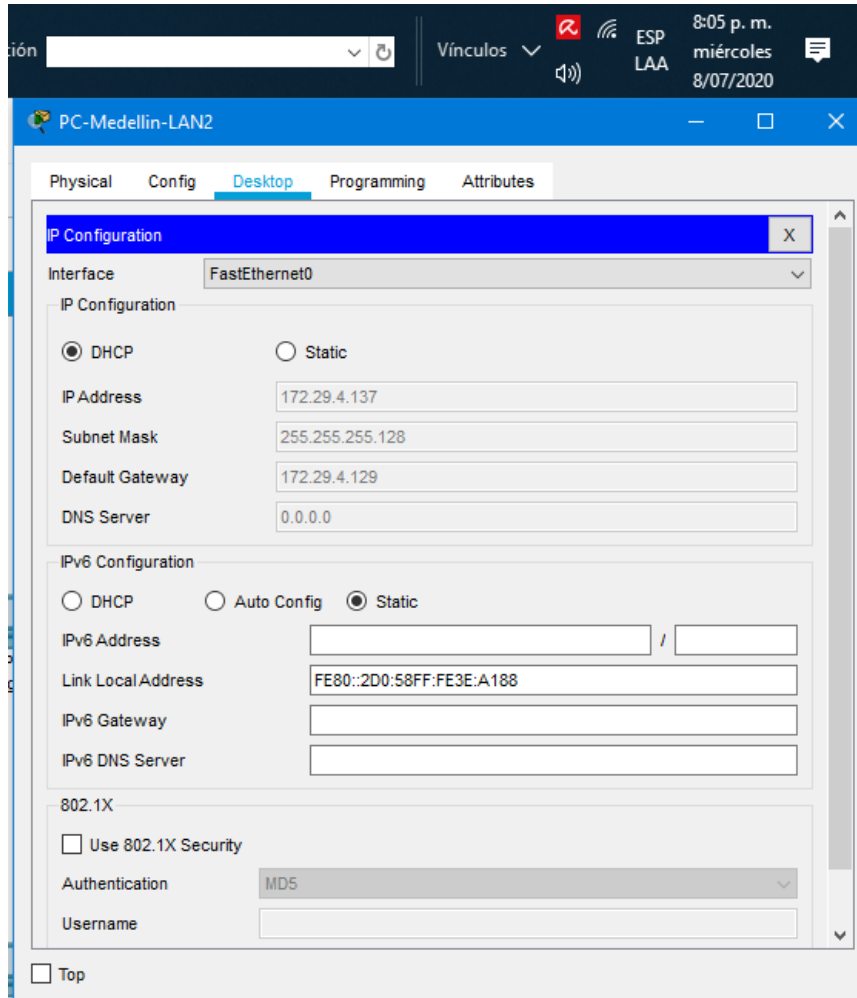 8:05 p. m.
ción Vínculos ESP miércoles
LAA 8/07/2020
PC-Medellin-LAN2
Physical Config Desktop Programming Attributes
IP Configuration X
Interface FastEthernet0
IP Configuration
DHCP Static
IP Address 172.29.4.137
Subnet Mask 255.255.255.128
Default Gateway 172.29.4.129
DNS Server 0.0.0.0
IPv6 Configuration
DHCP Auto Config Static
IPv6 Address /
Link Local Address FE80::2D0:58FF:FE3E:A188
IPv6 Gateway
IPv6 DNS Server
802.1X
Use 802.1X Security
Authentication MD5
Username
Top